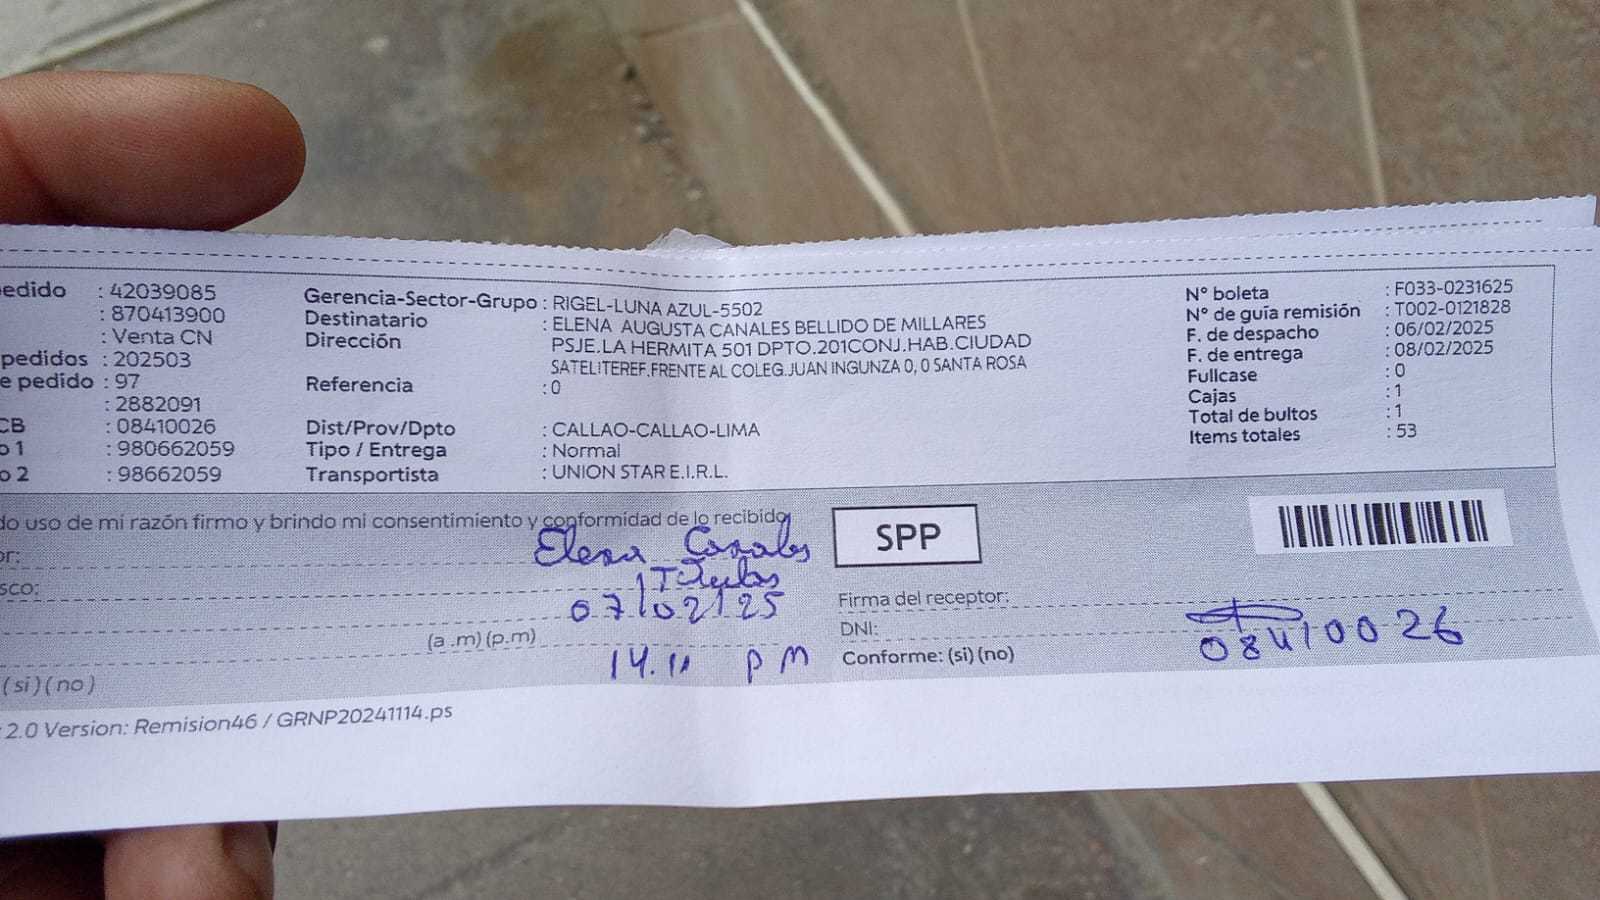 edido : 42039085
: 870413900
: Venta CN
pedidos : 202503
e pedido : 97
: 2882091
CB : 08410026
o 1 : 980662059
o 2 : 98662059
Gerencia-Sector-Grupo : RIGEL-LUNA AZUL-5502
Destinatario : ELENA AUGUSTA CANALES BELLIDO DE MILLARES
Dirección PSJE.LA HERMITA 501 DPTO.201CONJ.HAB.CIUDAD
SATELITEREF.FRENTE AL COLEG.JUAN INGUNZA 0, 0 SANTA ROSA
Referencia : 0
Dist/Prov/Dpto : CALLAO-CALLAO-LIMA
Tipo / Entrega : Normal
Transportista : UNION STAR E.I.R.L.
N° boleta : F033-0231625
N° de guía remisión : T002-0121828
F. de despacho : 06/02/2025
F. de entrega : 08/02/2025
Fullcase : 0
Cajas : 1
Total de bultos : 1
Items totales : 53
do uso de mi razón firmo y brindo mi consentimiento y conformidad de lo recibido
or: Elena Canales
sco:
07/02/25
(a .m) (p.m)
14.11 pm
(si) (no)
SPP
Firma del receptor:
DNI: 08410026
Conforme: (si) (no)
2.0 Version: Remision46 / GRNP20241114.ps